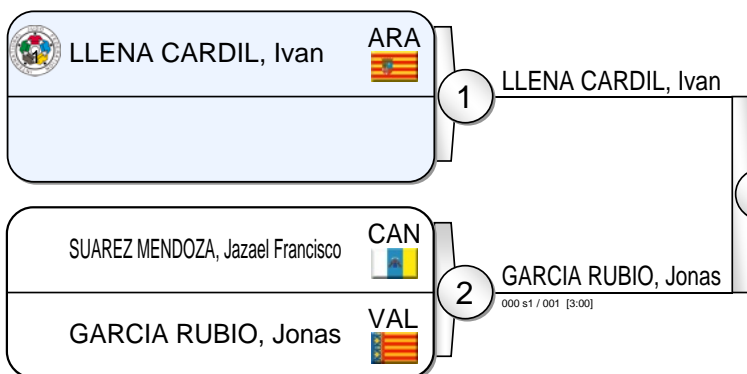 1
LLENA CARDIL, Ivan
ARA
1
LLENA CARDIL, Ivan
SUAREZ MENDOZA, Jazael Francisco
CAN
GARCIA RUBIO, Jonas
VAL
2
GARCIA RUBIO, Jonas
000 s1 / 001 [3:00]